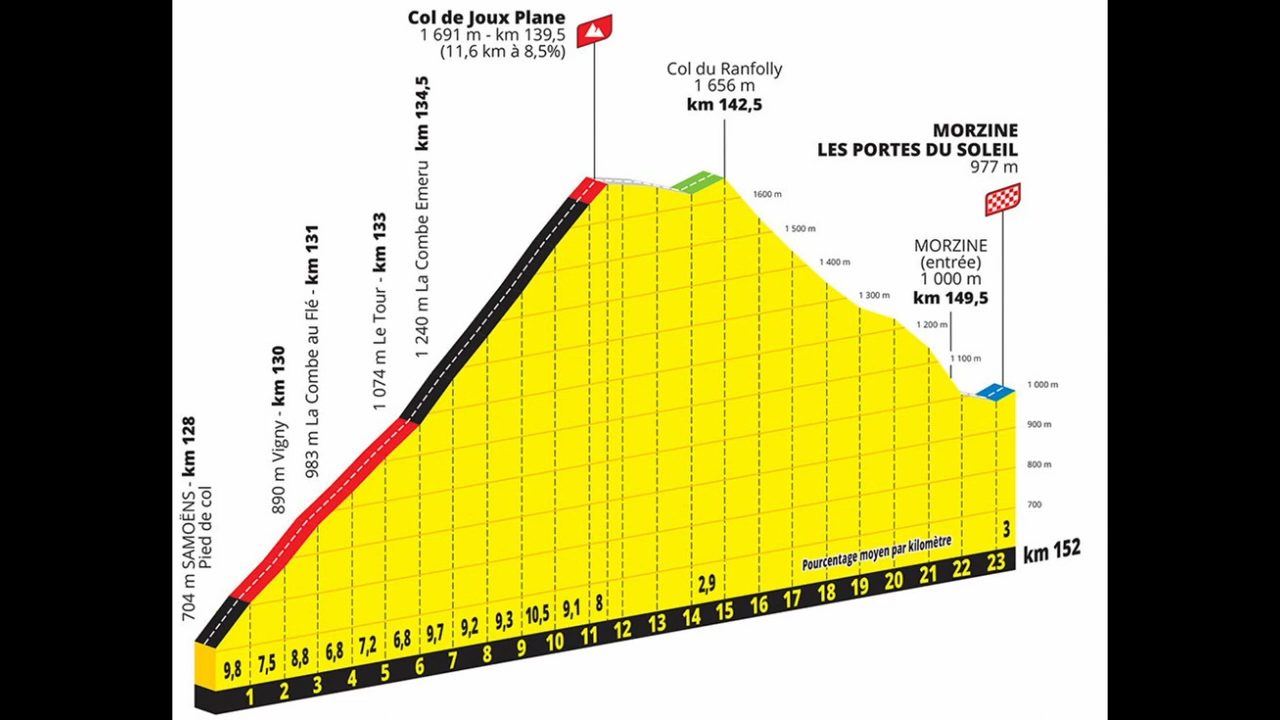 Col de Joux Plane
1 691 m - km 139,5
(11,6 km à 8,5%)
Col du Ranfolly
1 656 m
km 142,5
MORZINE
LES PORTES DU SOLEIL
977 m
MORZINE
(entrée)
1 000 m
km 149,5
704 m SAMOËNS - km 128
Pied de col
890 m Vigny - km 130
983 m La Combe au Flé - km 131
1 074 m Le Tour - km 133
1 240 m La Combe Emeru km 134,5
1600 m
1 500 m
1 400 m
1 300 m
1 200 m
1 100 m
1 000 m
900 m
800 m
700
Pourcentage moyen par kilomètre
9,8 7,5 8,8 6,8 7,2 6,8 9,7 9,2 9,3 10,5 9,1 8 2,9 3
1 2 3 4 5 6 7 8 9 10 11 12 13 14 15 16 17 18 19 20 21 22 23 km 152